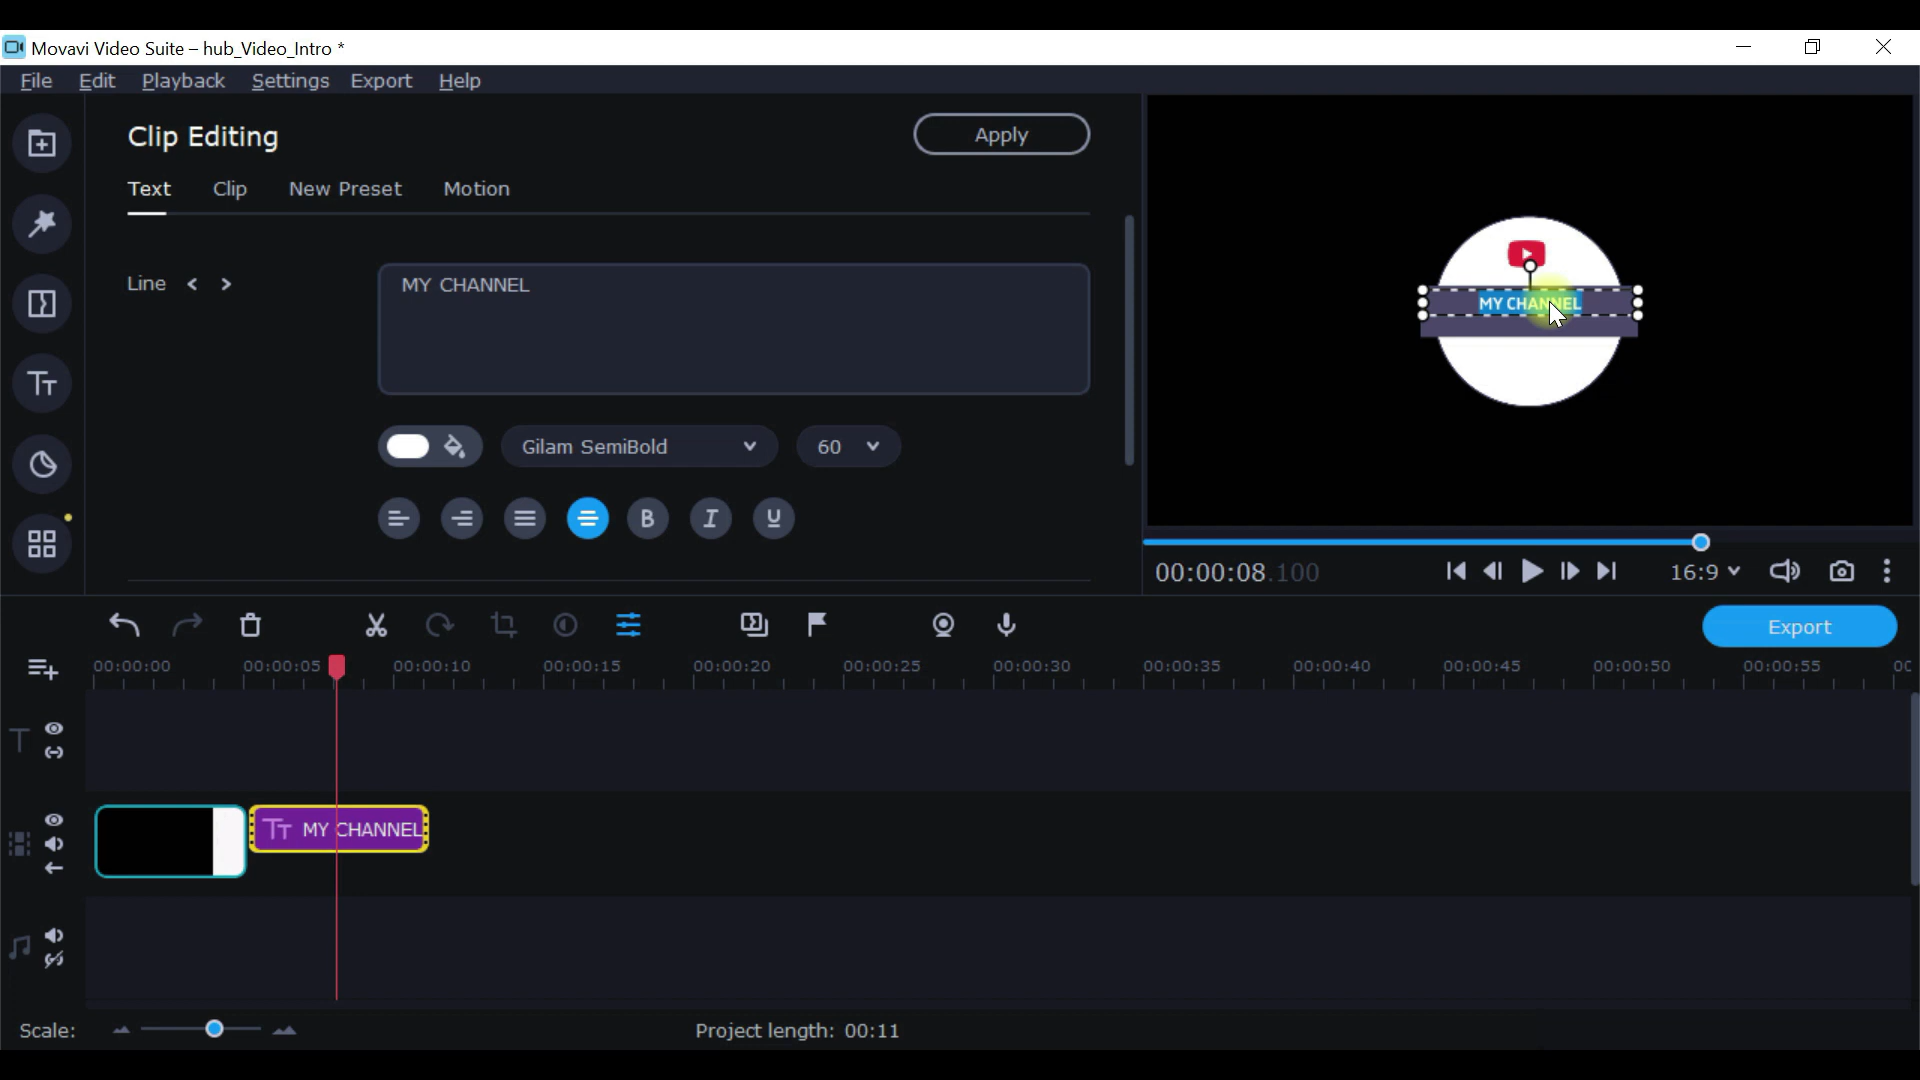 Movavi Video Suite – hub_Video_Intro *
File Edit Playback Settings Export Help
Clip Editing
Apply
Text Clip New Preset Motion
Line < >
MY CHANNEL
MY CHANNEL
Gilam SemiBold
60
B I U
00:00:08.100
16:9
Export
00:00:00 00:00:05 00:00:10 00:00:15 00:00:20 00:00:25 00:00:30 00:00:35 00:00:40 00:00:45 00:00:50 00:00:55 00
MY CHANNEL
Scale:
Project length: 00:11